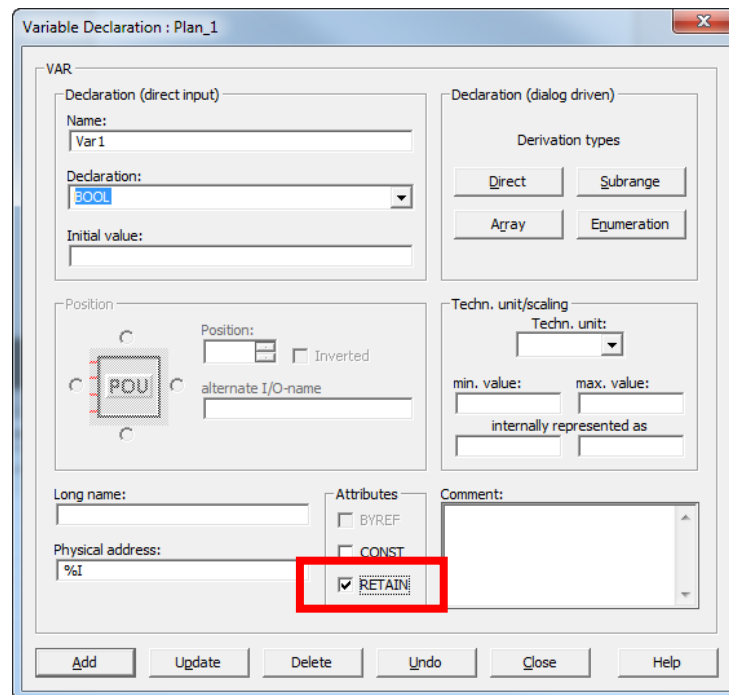 Variable Declaration : Plan_1
VAR
Declaration (direct input)
Name:
Var1
Declaration:
BOOL
Initial value:
Declaration (dialog driven)
Derivation types
Direct
Subrange
Array
Enumeration
Position
POU
Position:
Inverted
alternate I/O-name
Techn. unit/scaling
Techn. unit:
min. value:
max. value:
internally represented as
Long name:
Physical address:
%I
Attributes
BYREF
CONST
RETAIN
Comment:
Add
Update
Delete
Undo
Close
Help